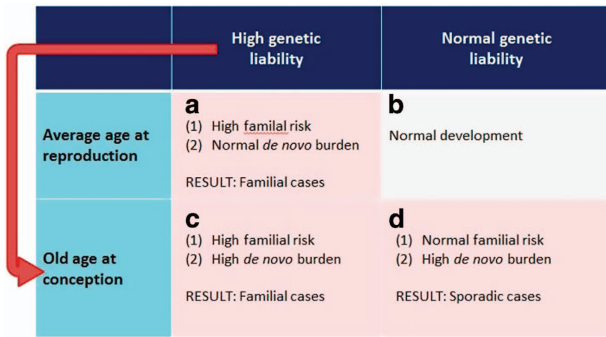 High genetic
liability
Normal genetic
liability
Average age at
reproduction
a
(1) High familal risk
(2) Normal de novo burden
RESULT: Familial cases
b
Normal development
Old age at
conception
c
(1) High familial risk
(2) High de novo burden
RESULT: Familial cases
d
(1) Normal familial risk
(2) High de novo burden
RESULT: Sporadic cases